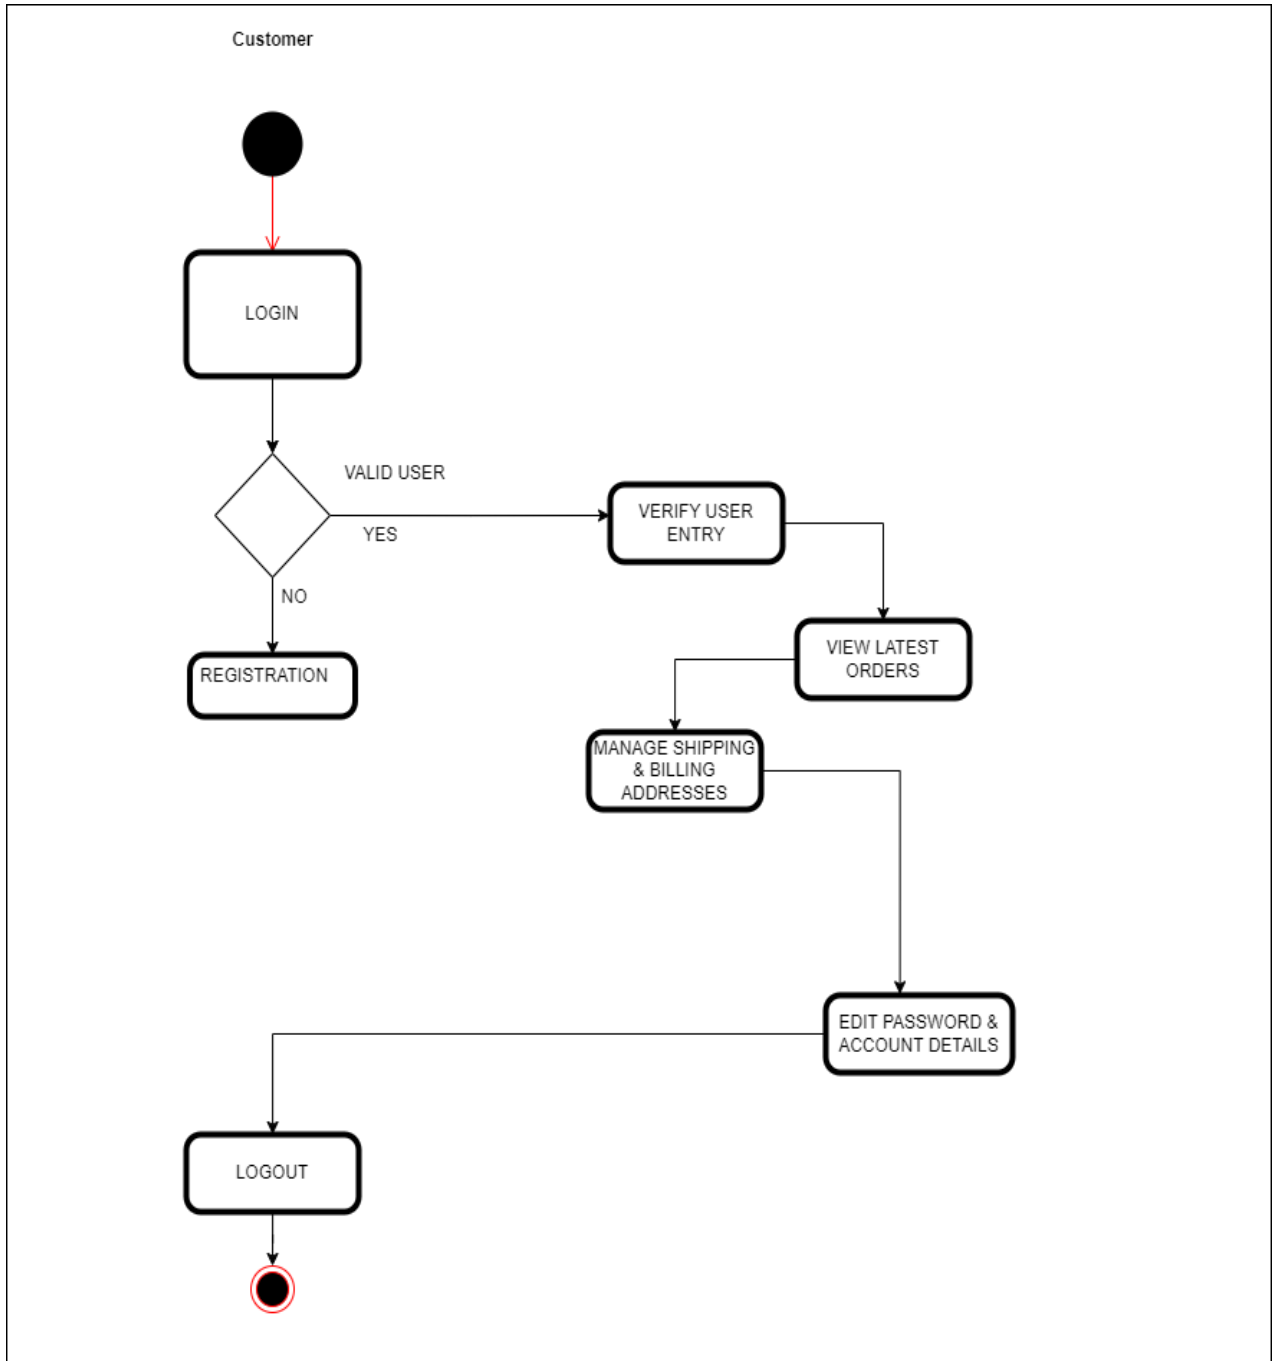 Customer
LOGIN
VALID USER
YES
VERIFY USER
ENTRY
NO
REGISTRATION
VIEW LATEST
ORDERS
MANAGE SHIPPING
& BILLING
ADDRESSES
EDIT PASSWORD &
ACCOUNT DETAILS
LOGOUT